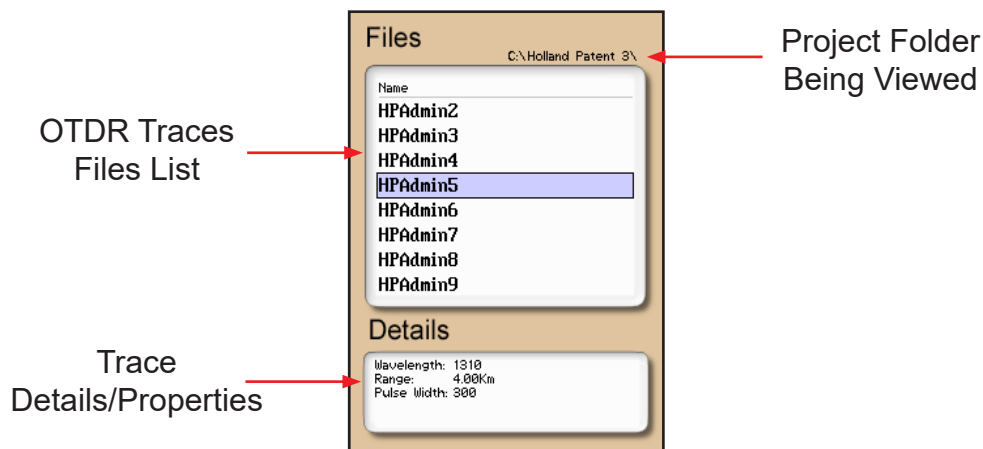 Files
C:\Holland Patent 3\
Project Folder
Being Viewed
Name
HPAdmin2
HPAdmin3
HPAdmin4
HPAdmin5
HPAdmin6
HPAdmin7
HPAdmin8
HPAdmin9
OTDR Traces
Files List
Details
Wavelength: 1310
Range: 4.00Km
Pulse Width: 300
Trace
Details/Properties